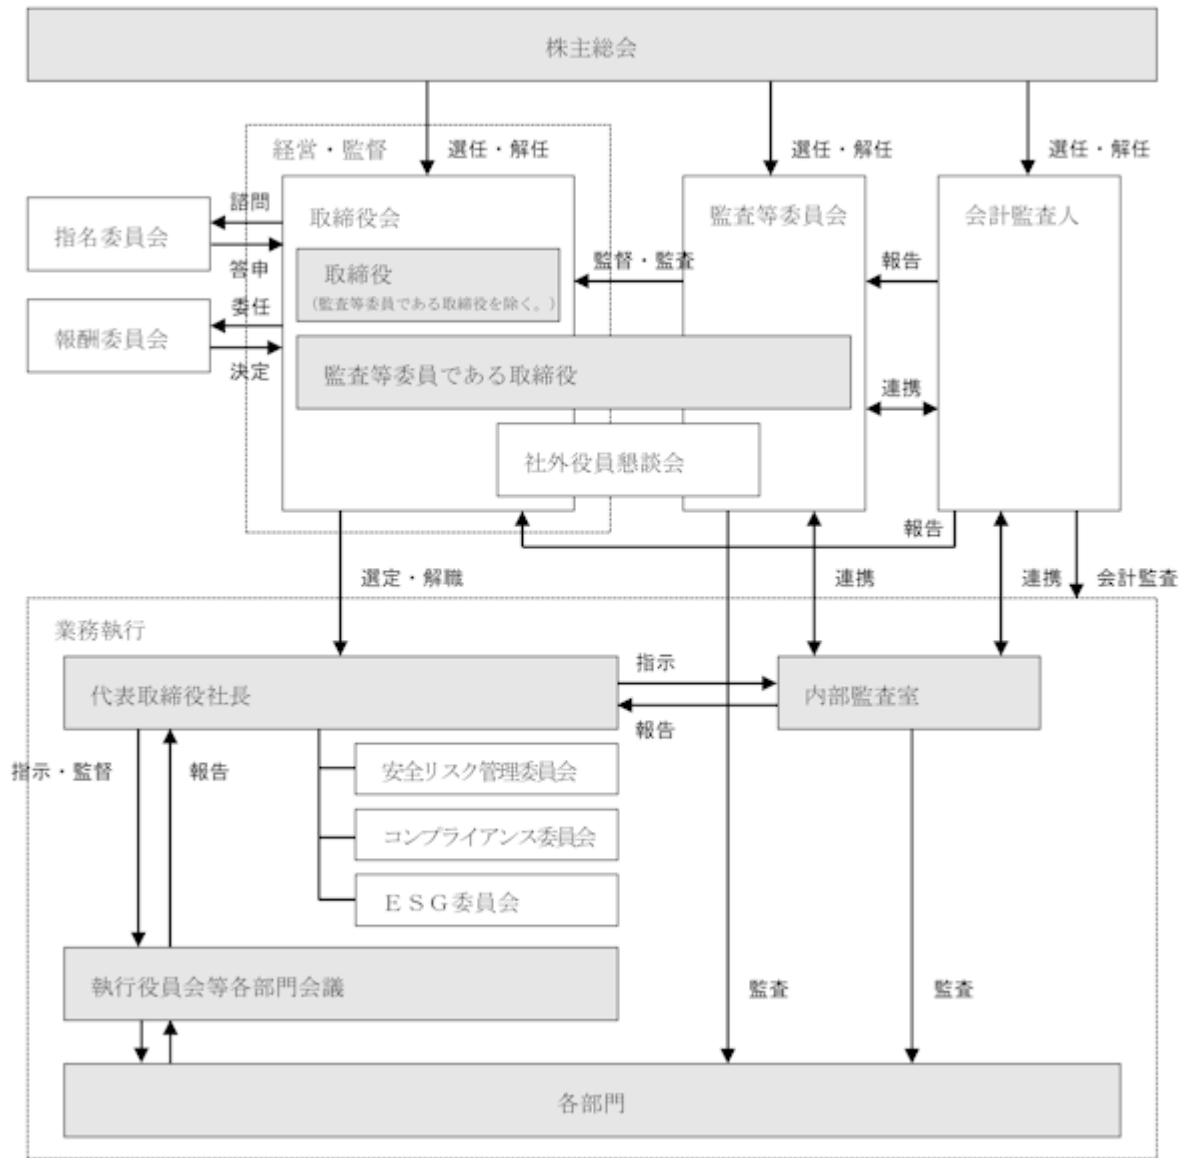 株主総会
経営・監督
選任・解任
選任・解任
選任・解任
諮問
指名委員会
答申
委任
報酬委員会
決定
取締役会
取締役
(監査等委員である取締役を除く。)
監査等委員会
会計監査人
監督・監査
報告
監査等委員である取締役
連携
社外役員懇談会
報告
選定・解職
連携
連携
会計監査
業務執行
代表取締役社長
指示
報告
内部監査室
指示・監督
報告
安全リスク管理委員会
コンプライアンス委員会
ESG委員会
執行役員会等各部門会議
監査
監査
各部門